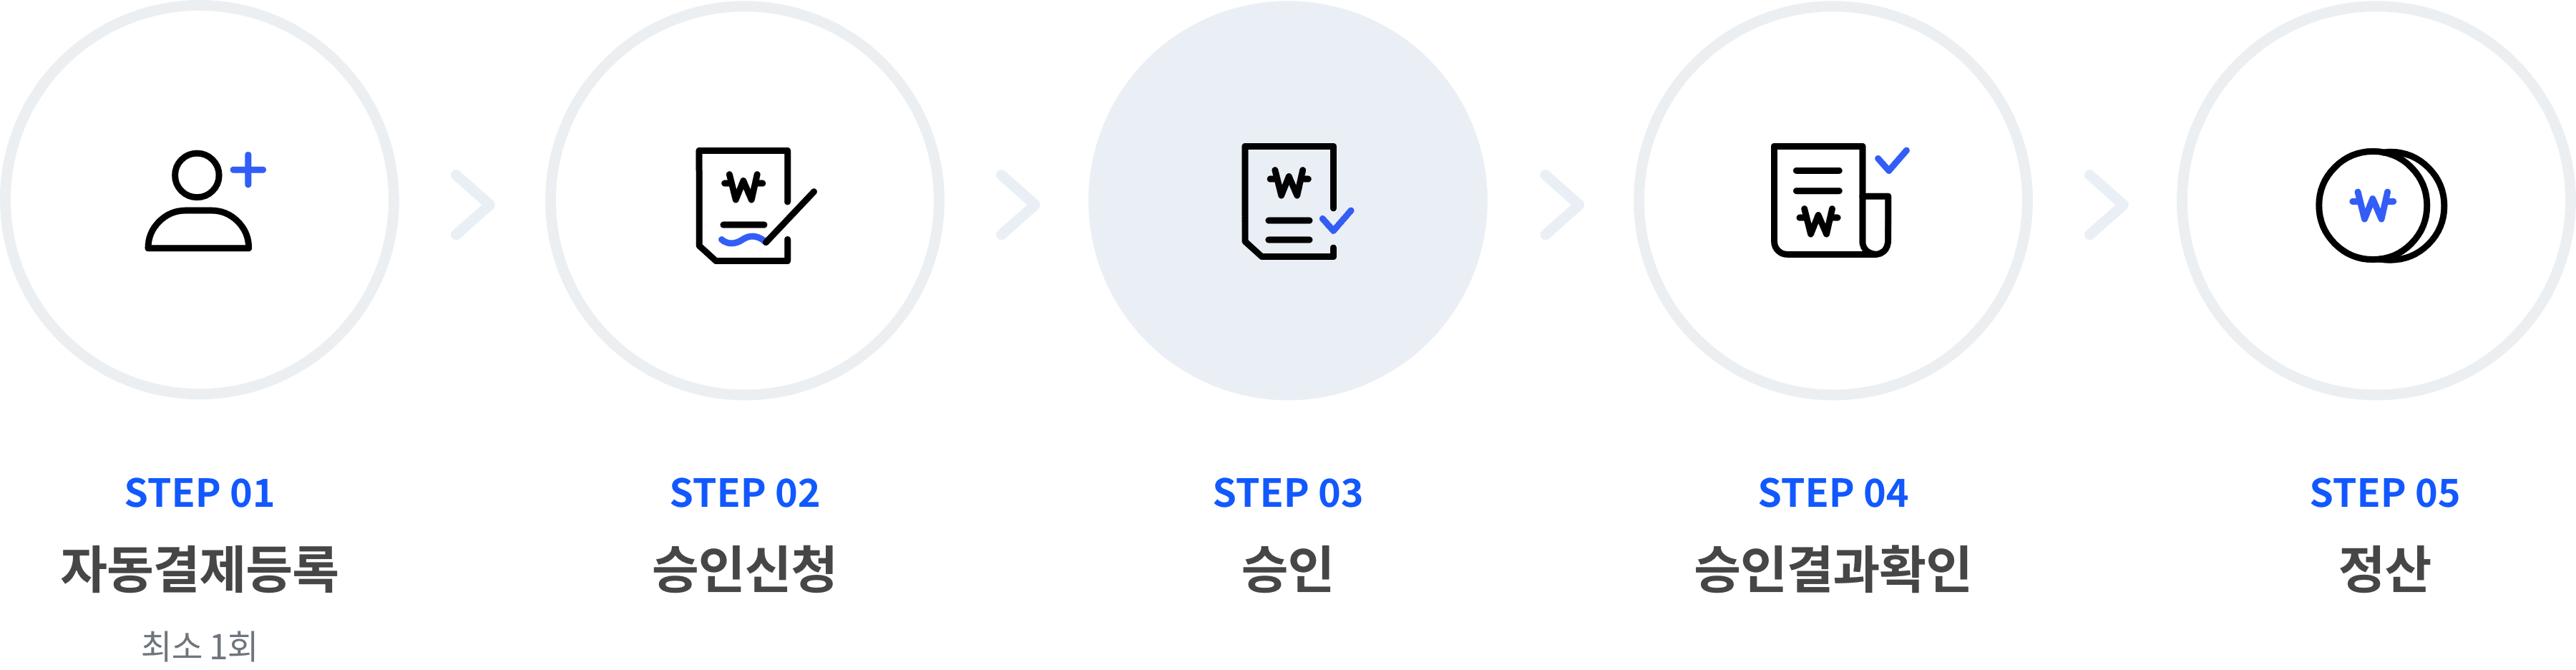 STEP 01
자동결제등록
최소 1회
STEP 02
승인신청
STEP 03
승인
STEP 04
승인결과확인
STEP 05
정산